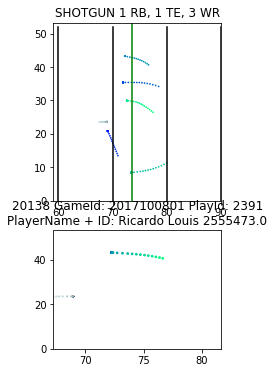 SHOTGUN 1 RB, 1 TE, 3 WR
50
40
30
20
10
0
60 70 80 90
20138 GameId: 2017100801 PlayId: 2391
PlayerName + ID: Ricardo Louis 2555473.0
40
20
0
70 75 80